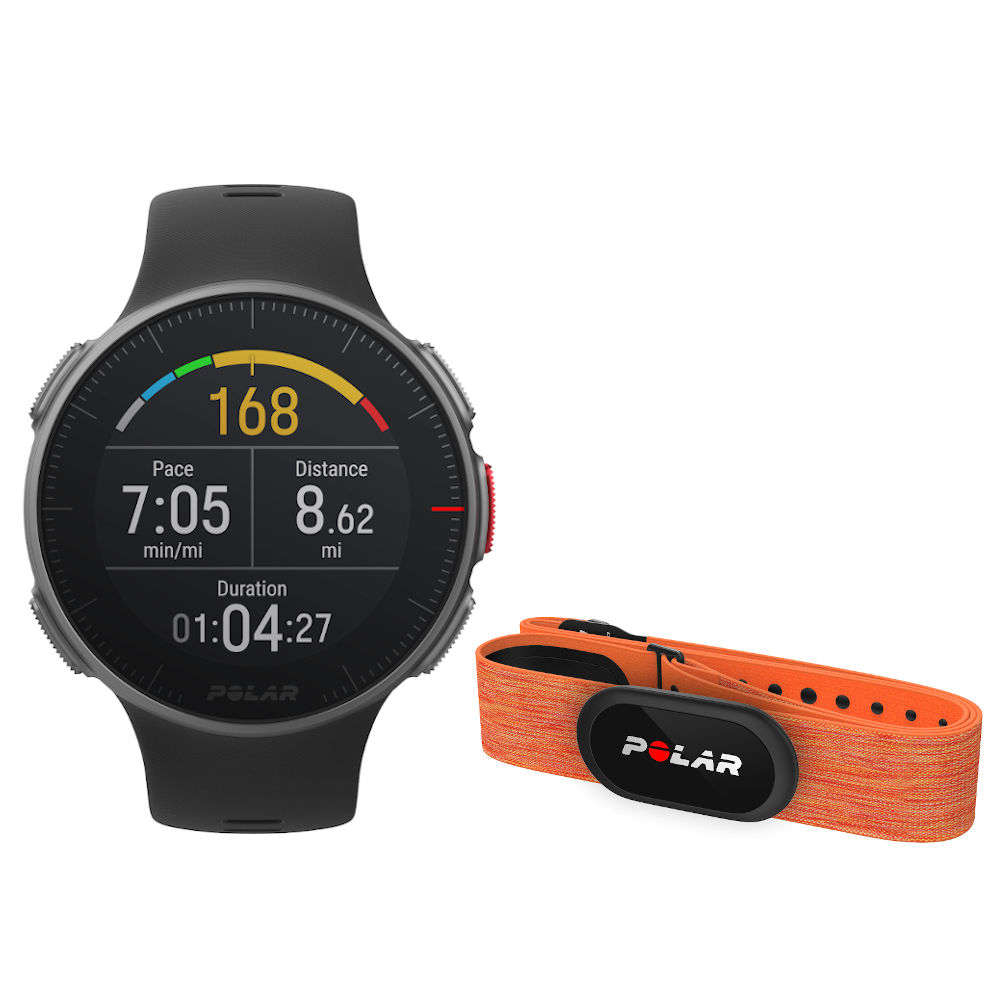 168
Pace
7:05
min/mi
Distance
8.62
mi
Duration
01:04:27
POLAR
POLAR